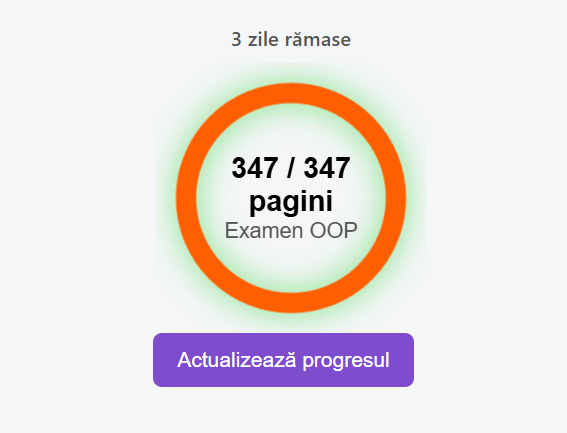 3 zile rămase
347 / 347
pagini
Examen OOP
Actualizează progresul